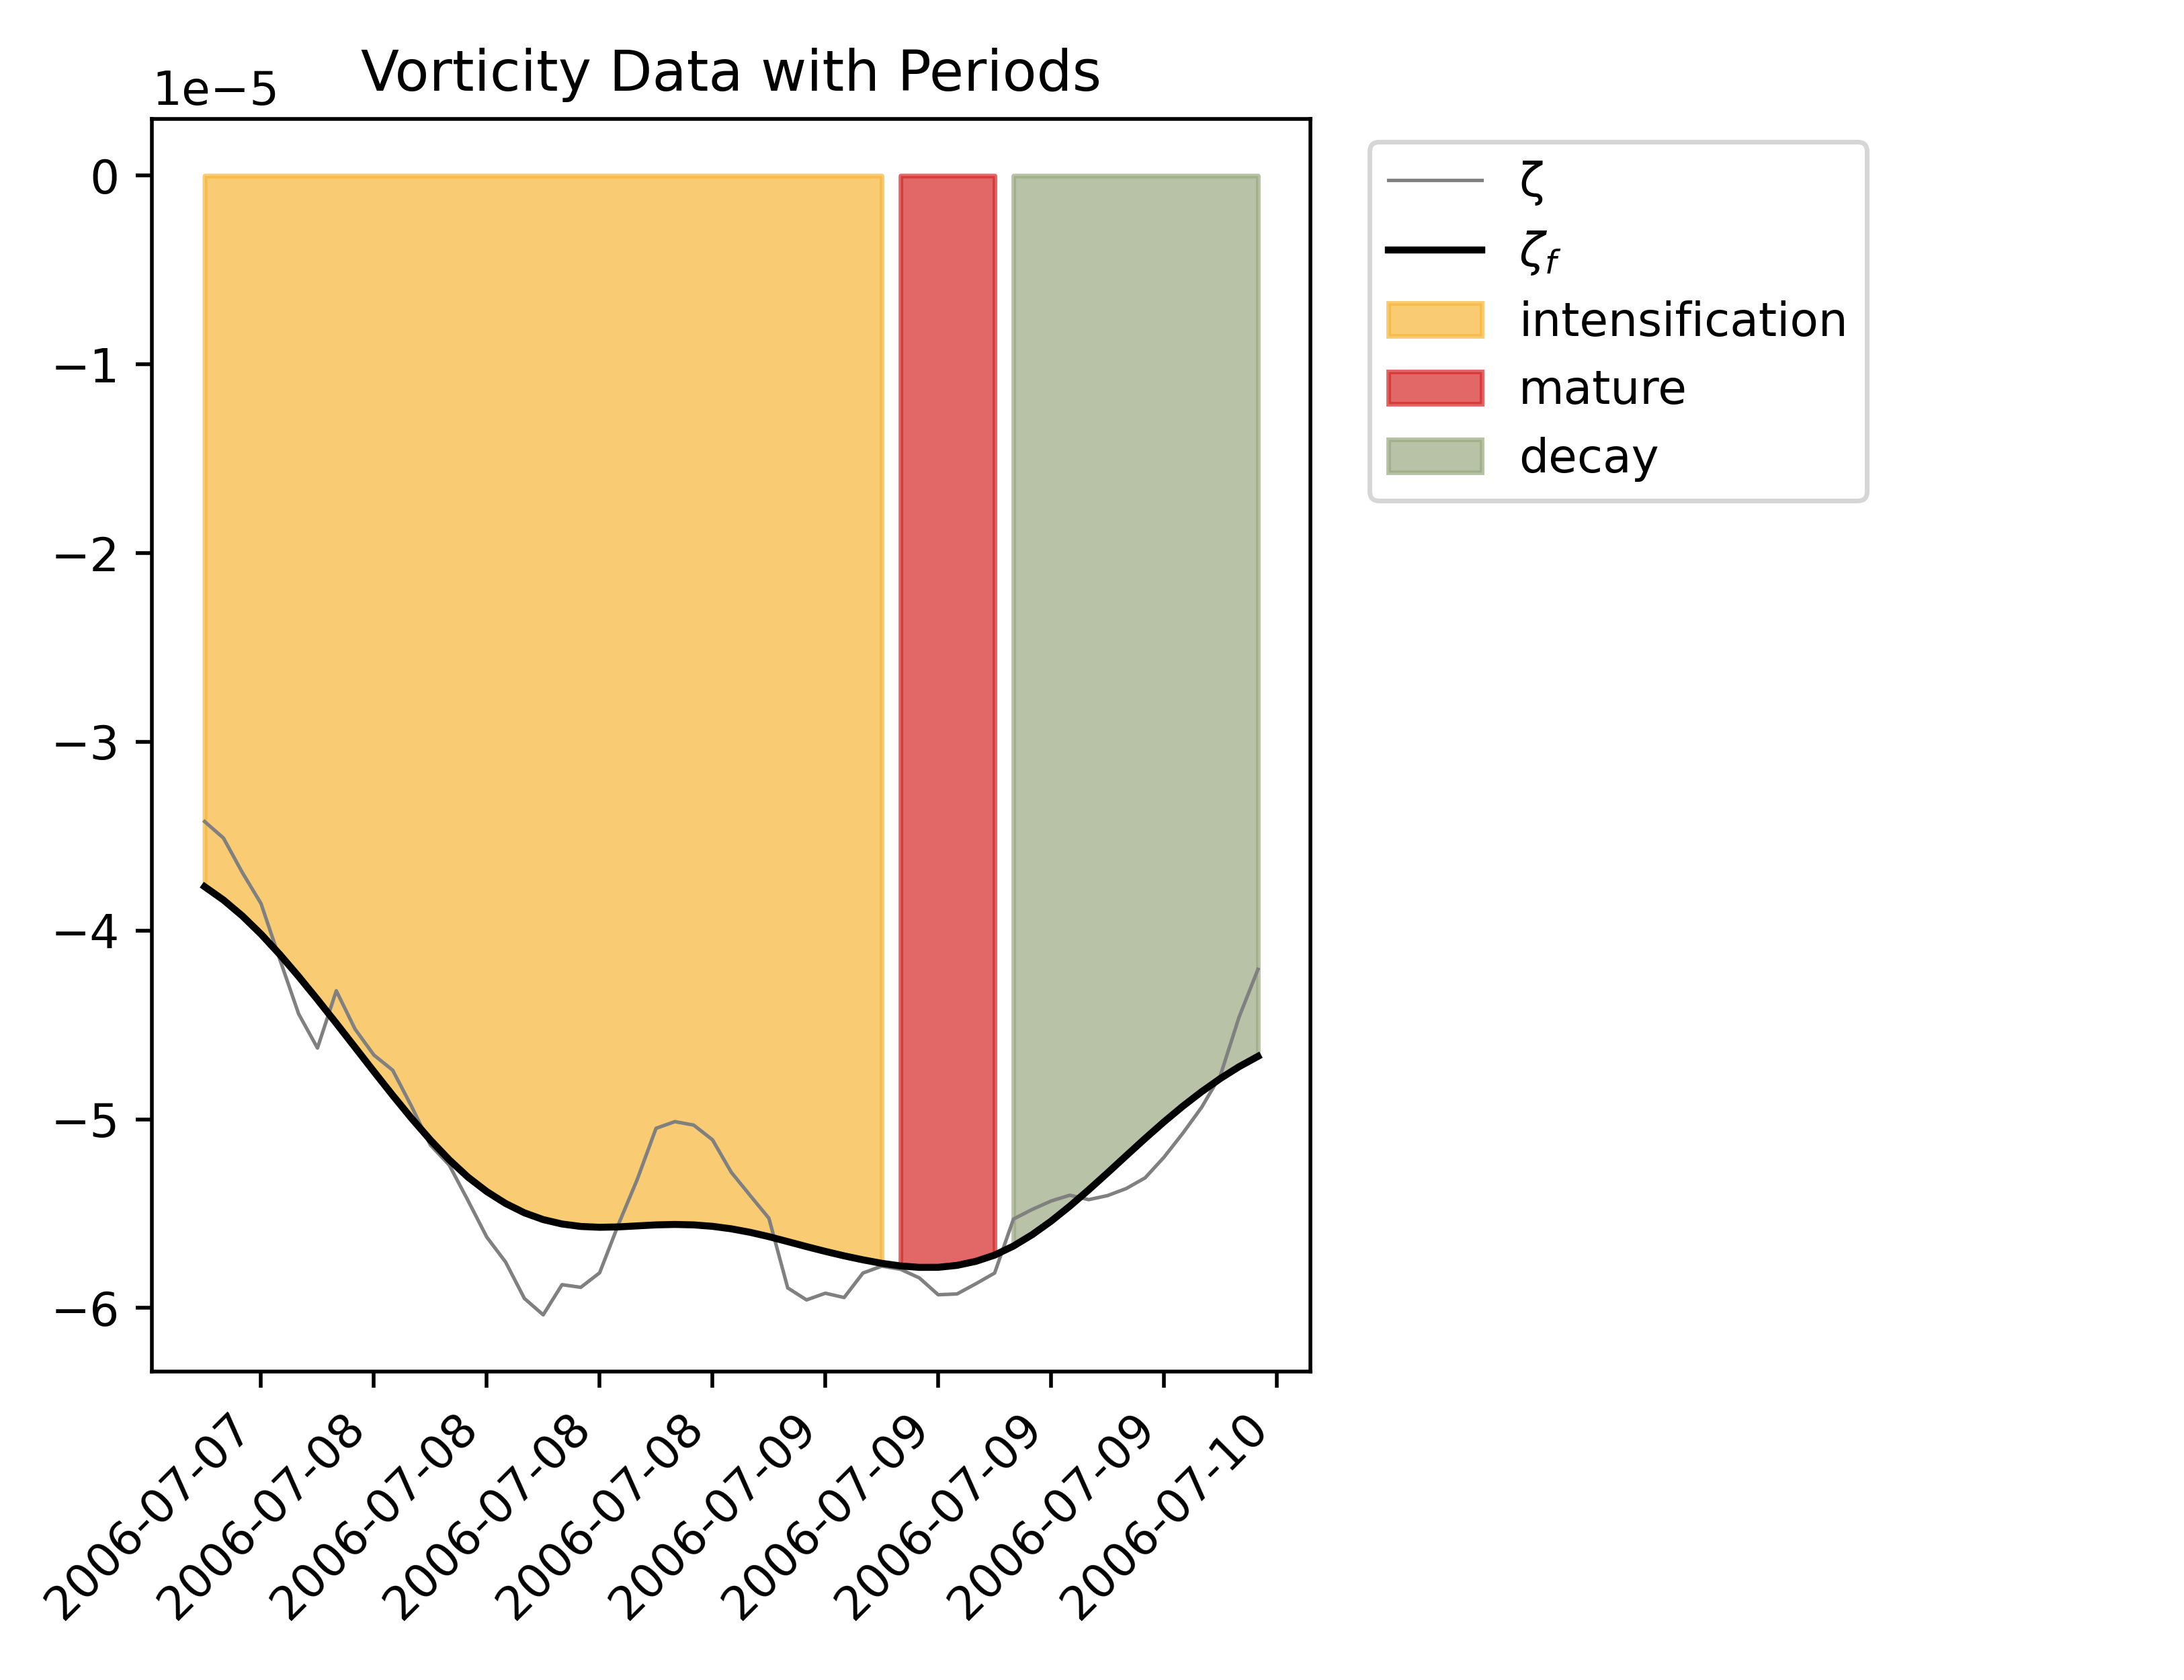 Vorticity Data with Periods
1e−5
0
−1
−2
−3
−4
−5
−6
2006-07-07
2006-07-08
2006-07-08
2006-07-08
2006-07-08
2006-07-09
2006-07-09
2006-07-09
2006-07-09
2006-07-10
ζ
ζf
intensification
mature
decay